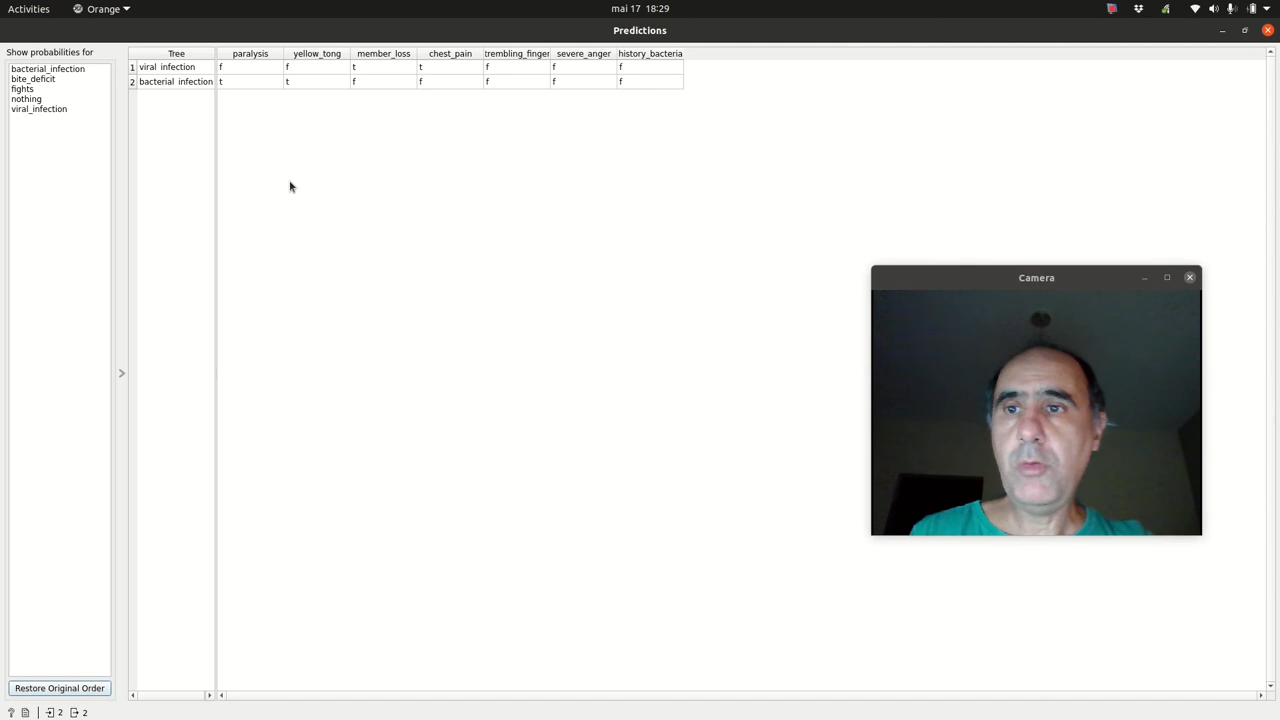 Activities Orange mai 17 18:29
Predictions
Show probabilities for
bacterial_infection
bite_deficit
fights
nothing
viral_infection
Tree paralysis yellow_tong member_loss chest_pain trembling_finger severe_anger history_bacteria
1 viral_infection f f t t f f f
2 bacterial_infection t t f f f f f
Camera
Restore Original Order
? 2 2